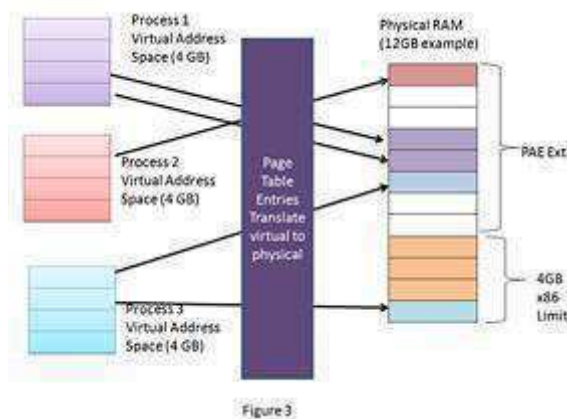 Process 1
Virtual Address
Space (4 GB)
Physical RAM
(12GB example)
Process 2
Virtual Address
Space (4 GB)
Page
Table
Entries
Translate
virtual to
physical
PAE Ext.
4GB
x86
Limit
Process 3
Virtual Address
Space (4 GB)
Figure 3